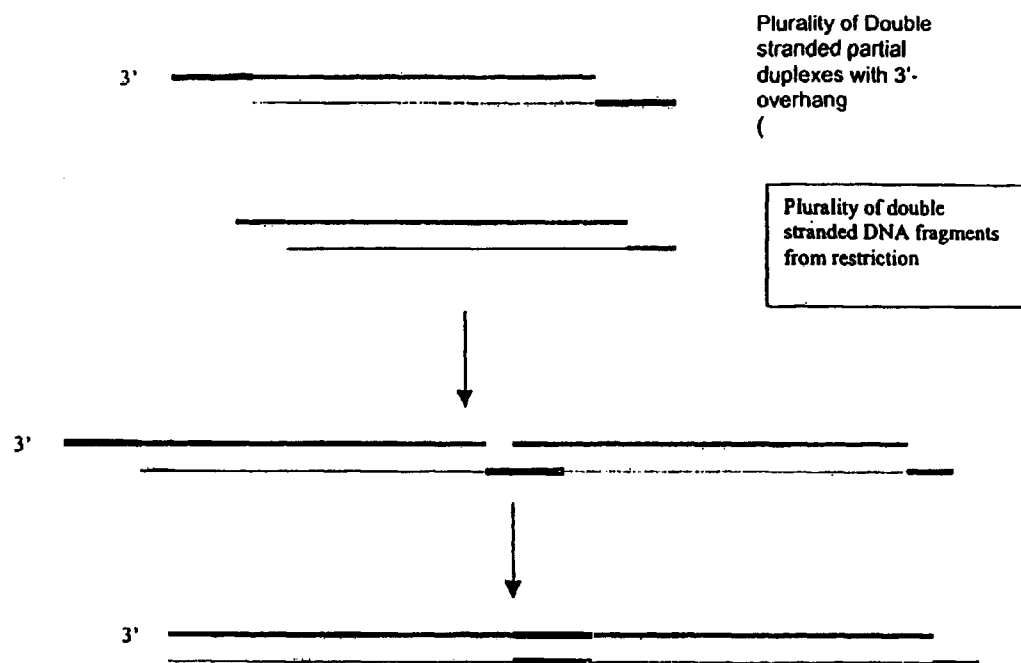 Plurality of Double
stranded partial
duplexes with 3'-
overhang
(
3'
Plurality of double
stranded DNA fragments
from restriction
3'
3'